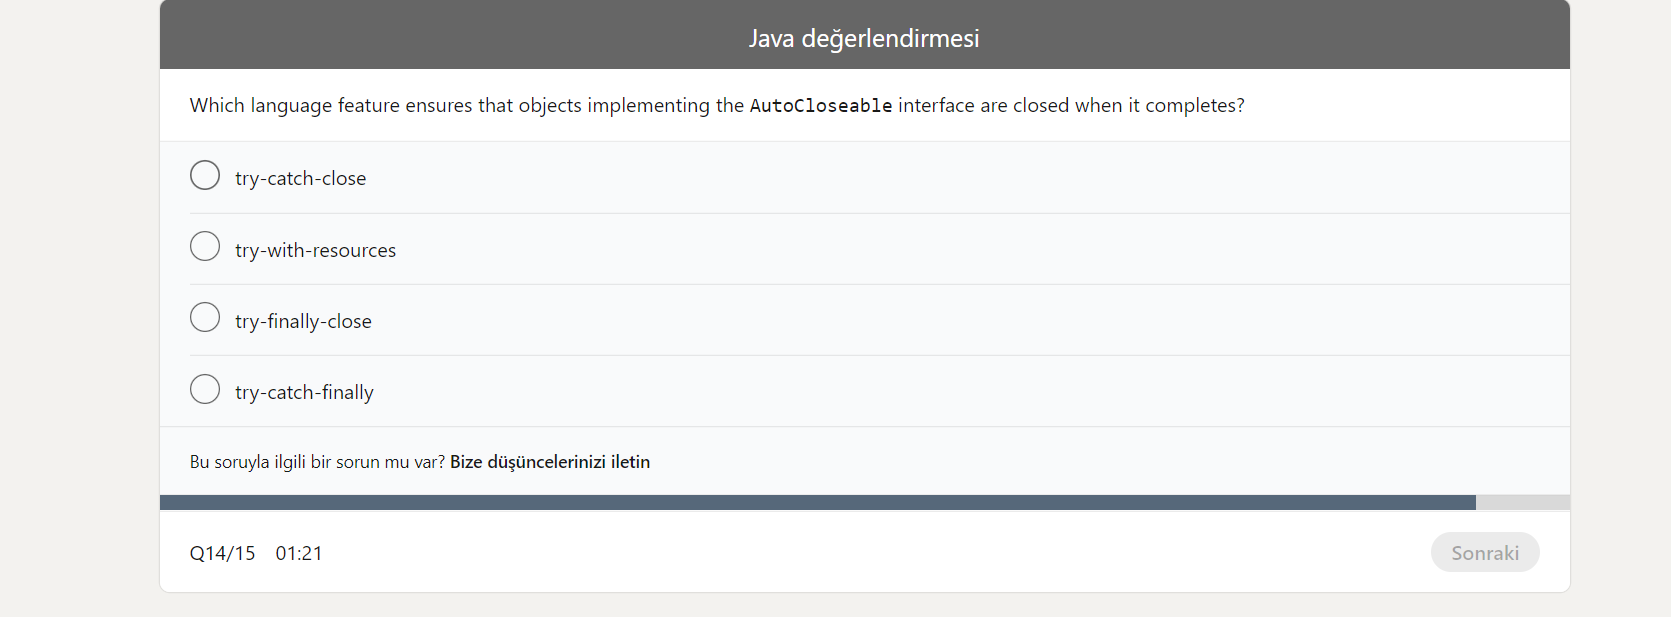 Java değerlendirmesi
Which language feature ensures that objects implementing the AutoCloseable interface are closed when it completes?
try-catch-close
try-with-resources
try-finally-close
try-catch-finally
Bu soruyla ilgili bir sorun mu var? Bize düşüncelerinizi iletin
Q14/15 01:21
Sonraki